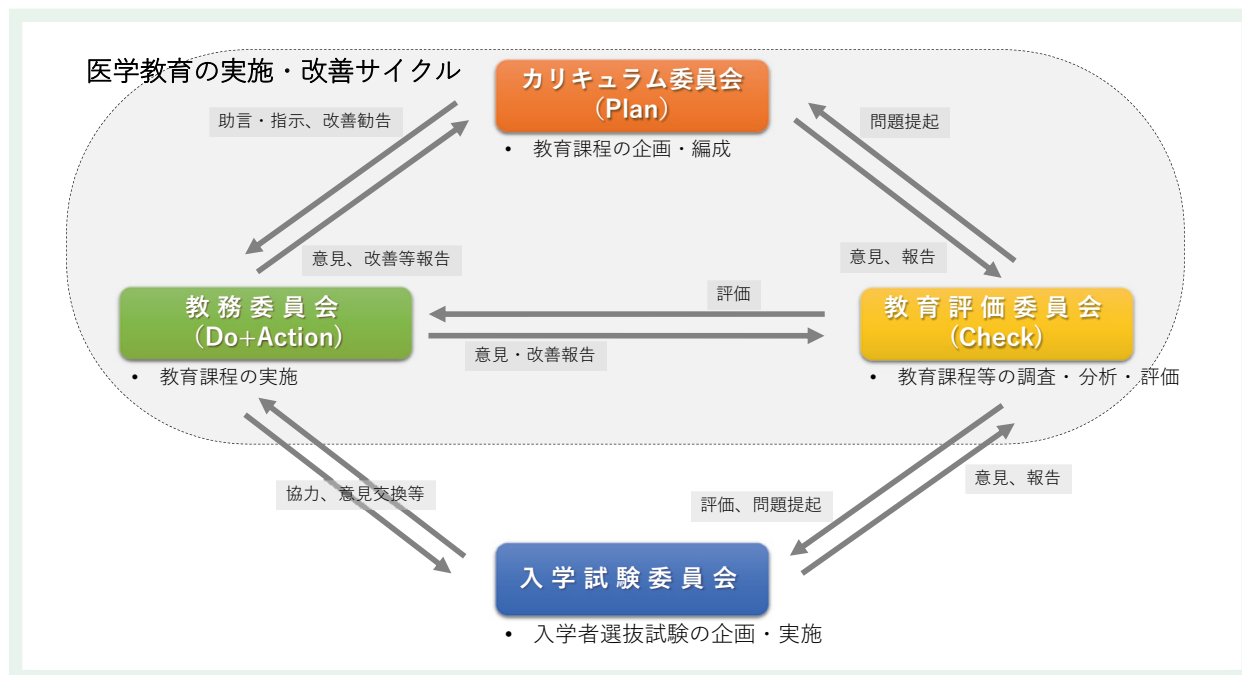 医学教育の実施・改善サイクル
カリキュラム委員会
（Plan）
• 教育課程の企画・編成
助言・指示、改善勧告
問題提起
意見、改善等報告
意見、報告
教務委員会
（Do+Action）
• 教育課程の実施
評価
意見・改善報告
教育評価委員会
（Check）
• 教育課程等の調査・分析・評価
協力、意見交換等
評価、問題提起
意見、報告
入学試験委員会
• 入学者選抜試験の企画・実施